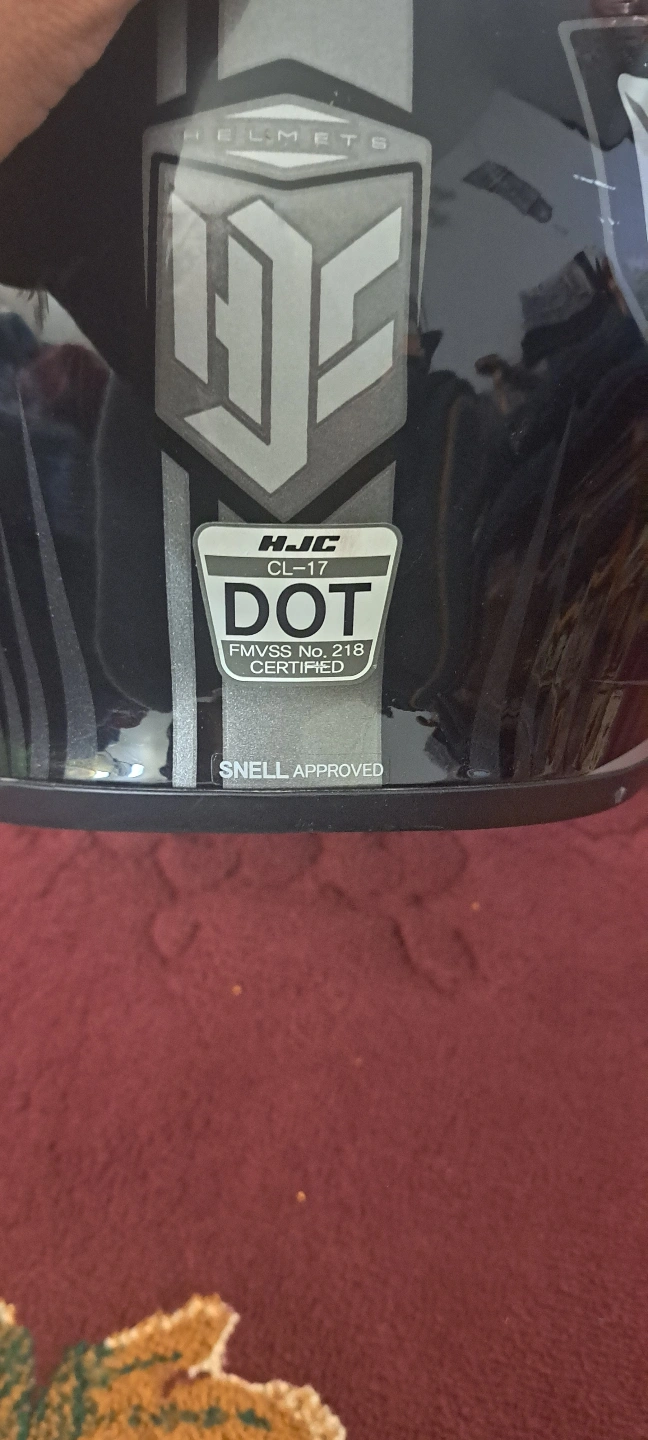 HELMETS
HJC
HJC
CL-17
DOT
FMVSS No. 218
CERTIFIED
SNELL APPROVED